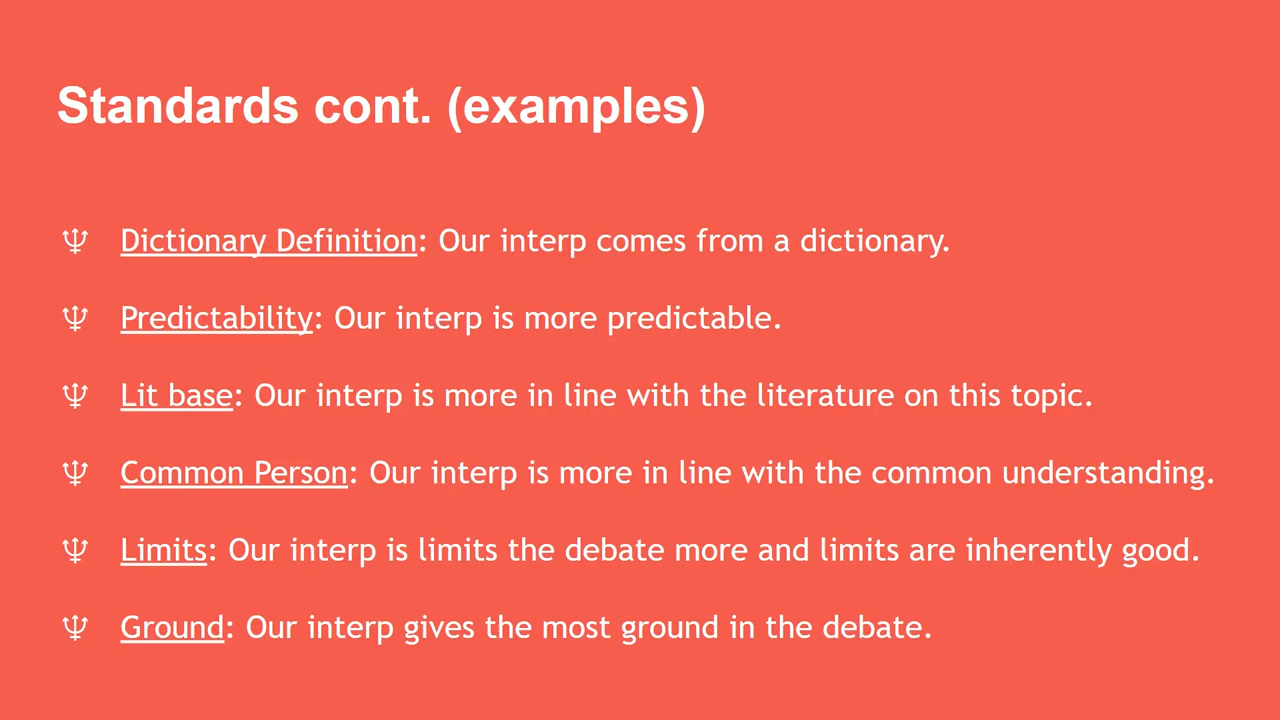 Standards cont. (examples)
♆ Dictionary Definition: Our interp comes from a dictionary.
♆ Predictability: Our interp is more predictable.
♆ Lit base: Our interp is more in line with the literature on this topic.
♆ Common Person: Our interp is more in line with the common understanding.
♆ Limits: Our interp is limits the debate more and limits are inherently good.
♆ Ground: Our interp gives the most ground in the debate.